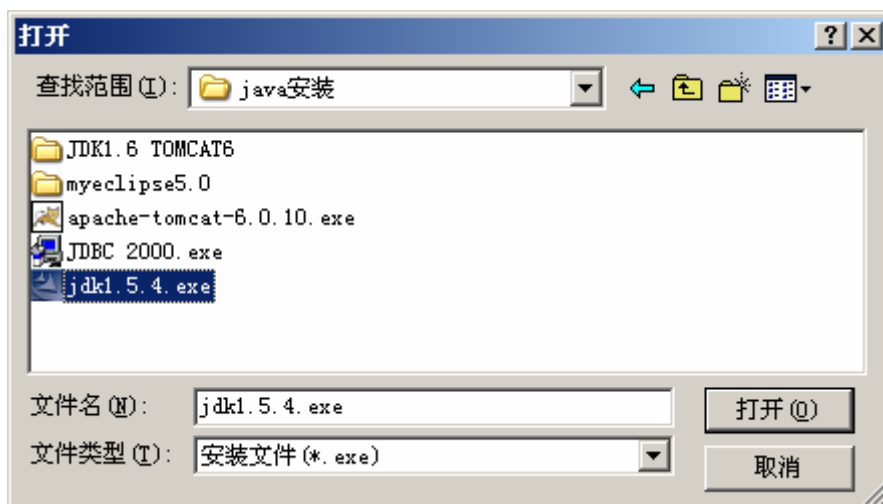 打开
查找范围(I): java安装
JDK1.6 TOMCAT6
myeclipse5.0
apache-tomcat-6.0.10.exe
JDBC 2000.exe
jdk1.5.4.exe
文件名(N): jdk1.5.4.exe 打开(O)
文件类型(T): 安装文件(*.exe) 取消